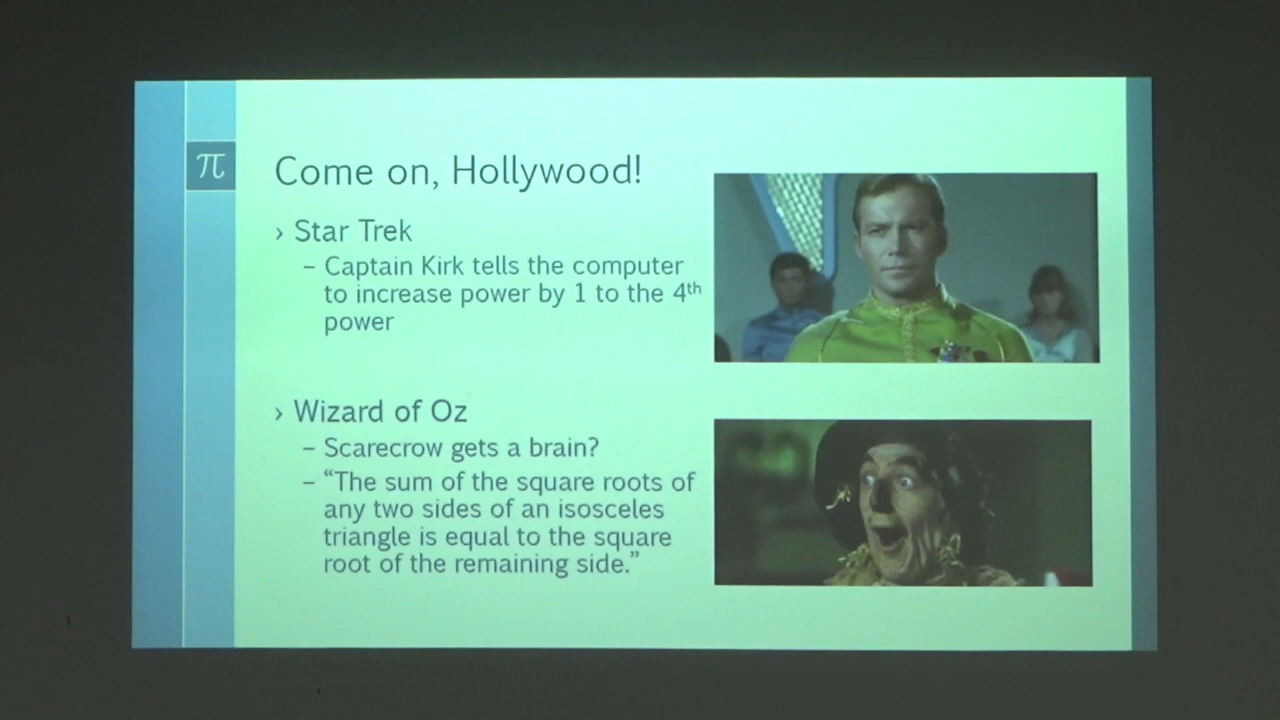 π
Come on, Hollywood!
› Star Trek
– Captain Kirk tells the computer
to increase power by 1 to the 4th
power
› Wizard of Oz
– Scarecrow gets a brain?
– “The sum of the square roots of
any two sides of an isosceles
triangle is equal to the square
root of the remaining side.”